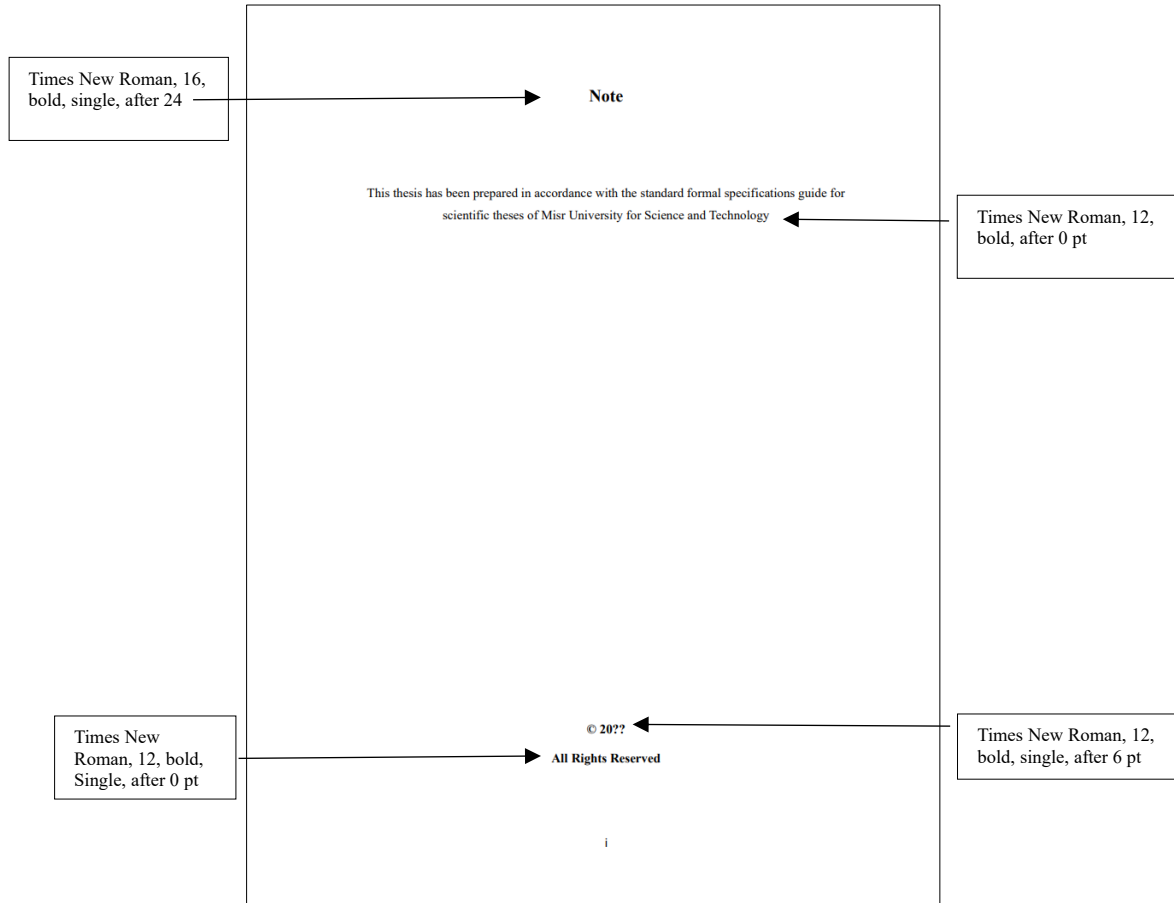 Times New Roman, 16,
bold, single, after 24
Note
This thesis has been prepared in accordance with the standard formal specifications guide for
scientific theses of Misr University for Science and Technology
Times New Roman, 12,
bold, after 0 pt
© 20??
All Rights Reserved
Times New
Roman, 12, bold,
Single, after 0 pt
Times New Roman, 12,
bold, single, after 6 pt
i